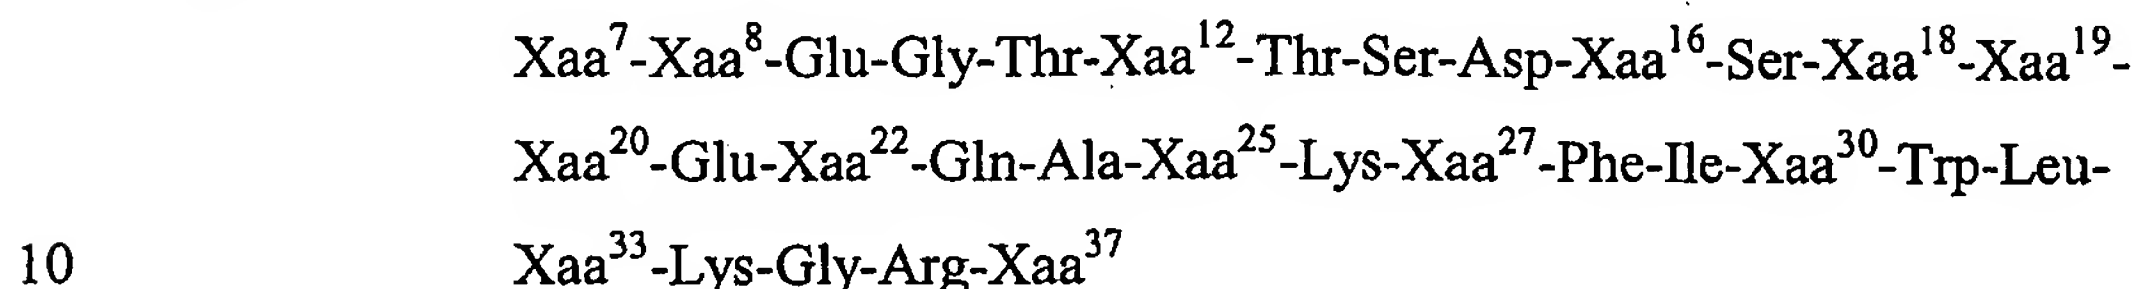 Xaa⁷-Xaa⁸-Glu-Gly-Thr-Xaa¹²-Thr-Ser-Asp-Xaa¹⁶-Ser-Xaa¹⁸-Xaa¹⁹-
Xaa²⁰-Glu-Xaa²²-Gln-Ala-Xaa²⁵-Lys-Xaa²⁷-Phe-Ile-Xaa³⁰-Trp-Leu-
10 Xaa³³-Lys-Gly-Arg-Xaa³⁷